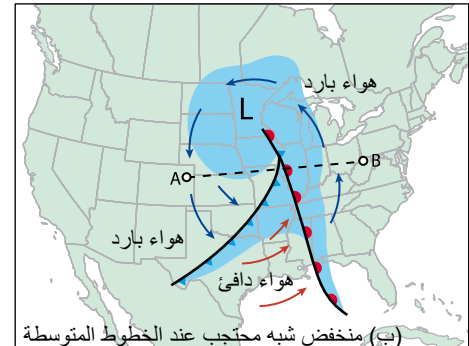 هواء بارد
L
A
B
هواء بارد
هواء دافئ
(ب) منخفض شبه محتجب عند الخطوط المتوسطة